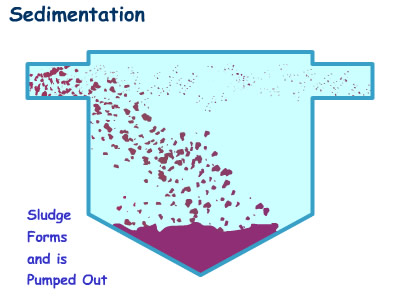 Sedimentation
Sludge
Forms
and is
Pumped Out